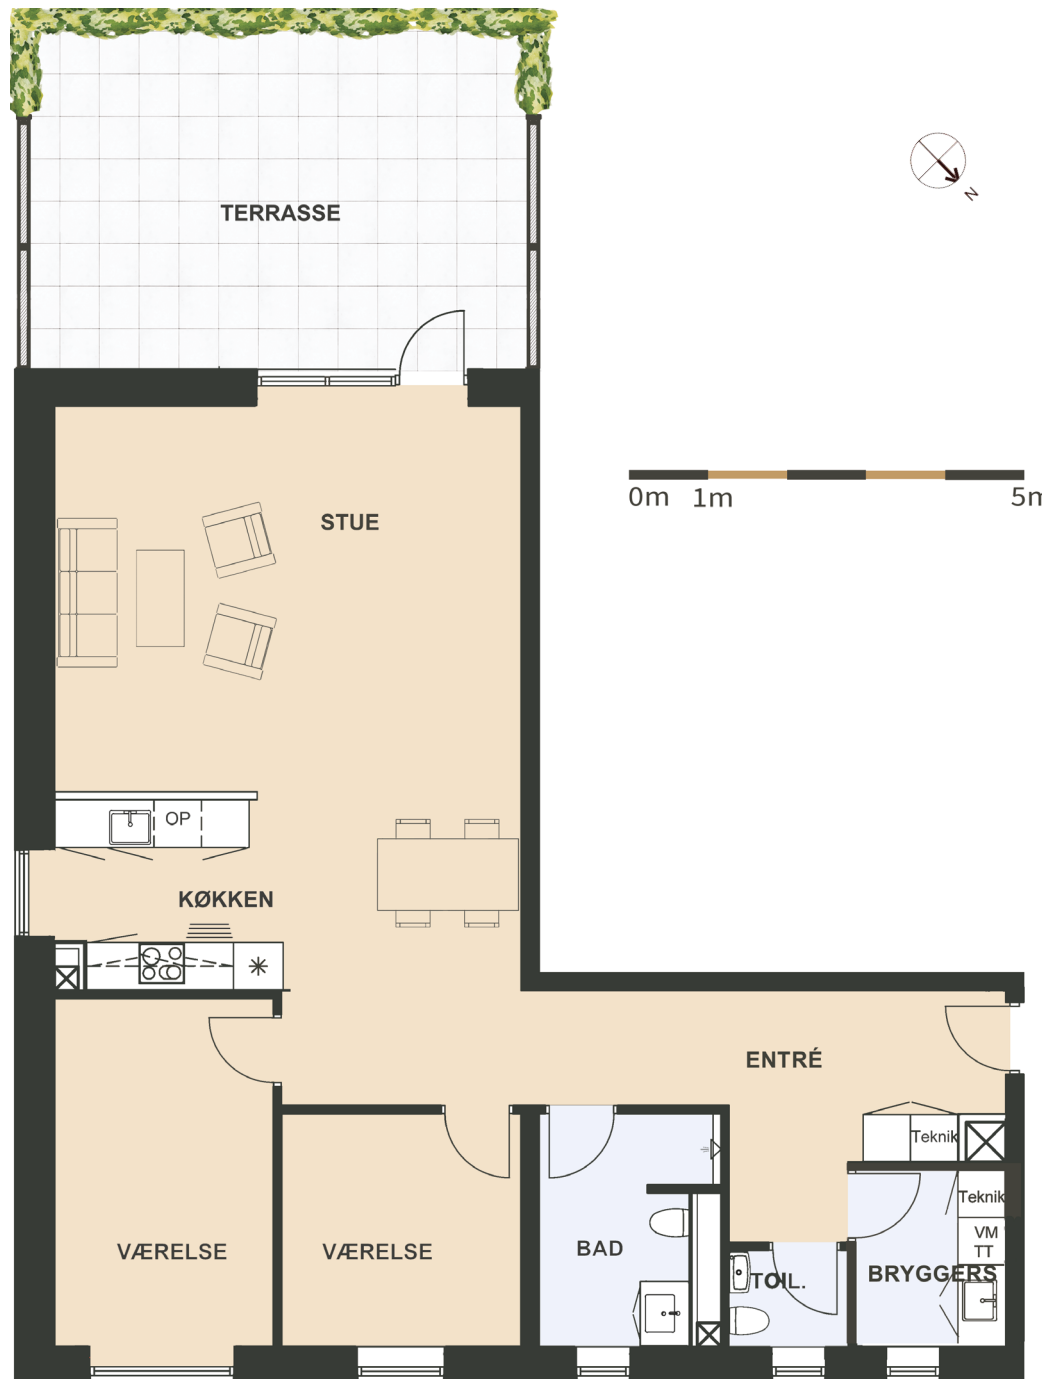 N
TERRASSE
0m 1m 5m
STUE
OP
KØKKEN
ENTRÉ
Teknik
Teknik
VM
TT
VÆRELSE
VÆRELSE
BAD
TOIL.
BRYGGERS